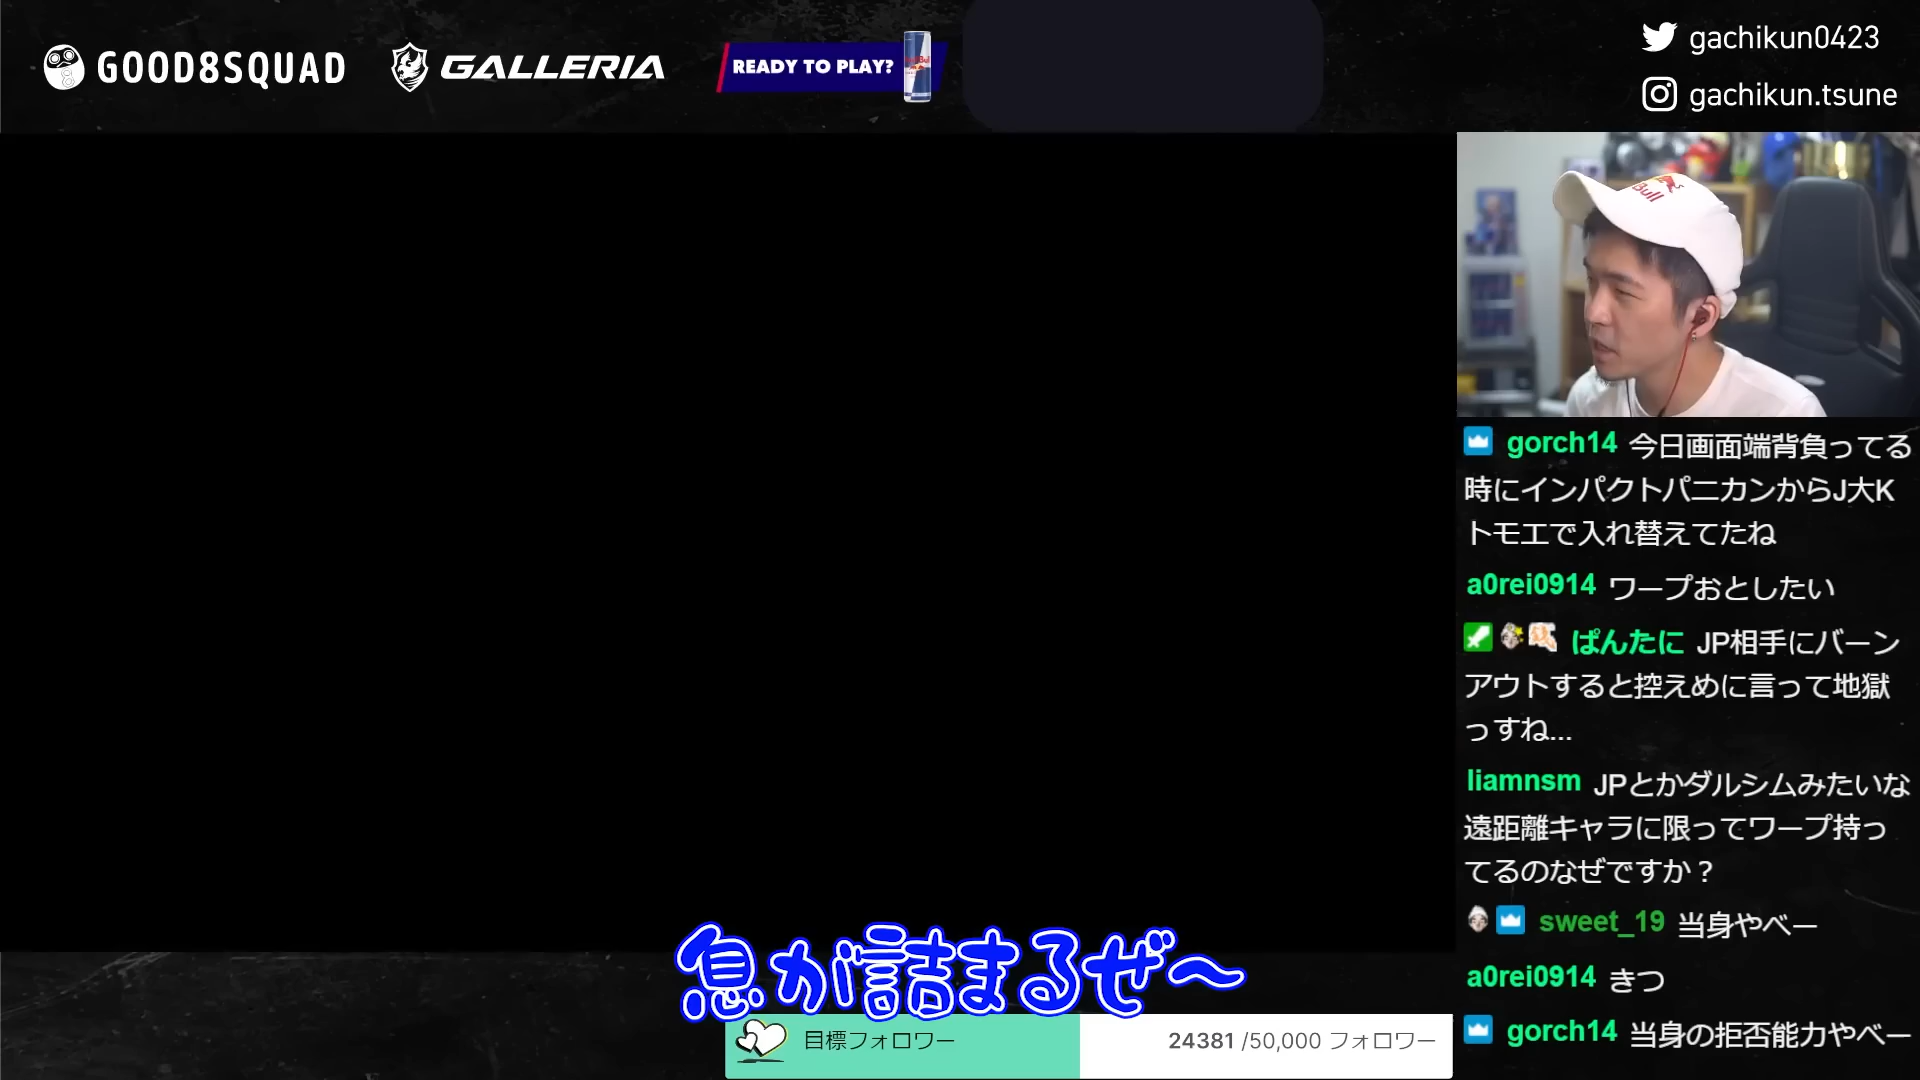 GOOD8SQUAD
GALLERIA
READY TO PLAY?
gachikun0423
gachikun.tsune
gorch14 今日画面端背負ってる
時にインパクトパニカンからJ大K
トモエで入れ替えてたね
a0rei0914 ワープおとしたい
ぱんたに JP相手にバーン
アウトすると控えめに言って地獄
っすね...
liamnsm JPとかダルシムみたいな
遠距離キャラに限ってワープ持っ
てるのなぜですか？
sweet_19 当身やべー
a0rei0914 きつ
gorch14 当身の拒否能力やべー
息が詰まるぜ～
目標フォロワー
24381 /50,000 フォロワー